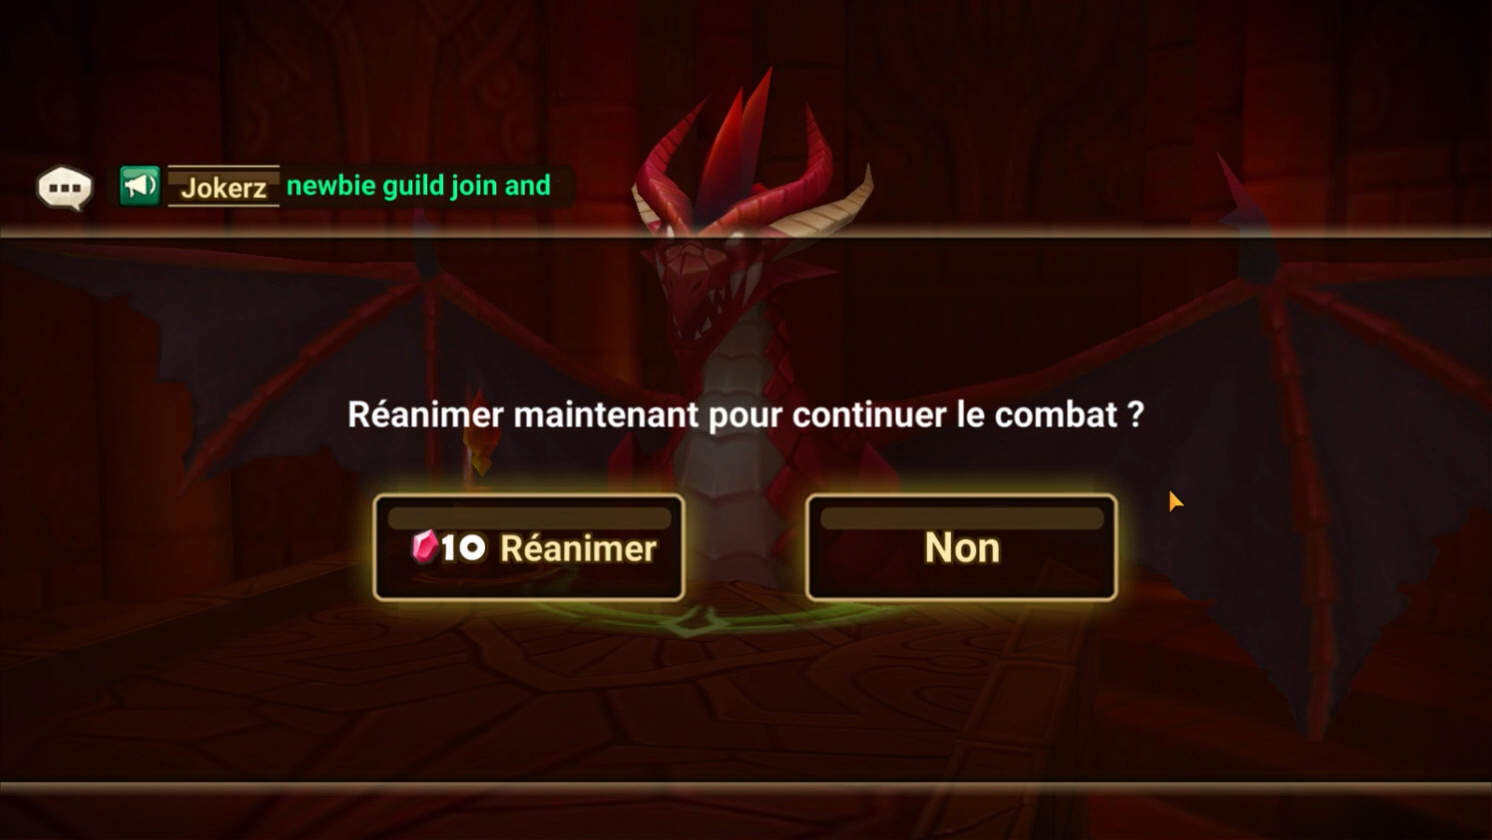 Jokerz newbie guild join and
Réanimer maintenant pour continuer le combat ?
10 Réanimer
Non